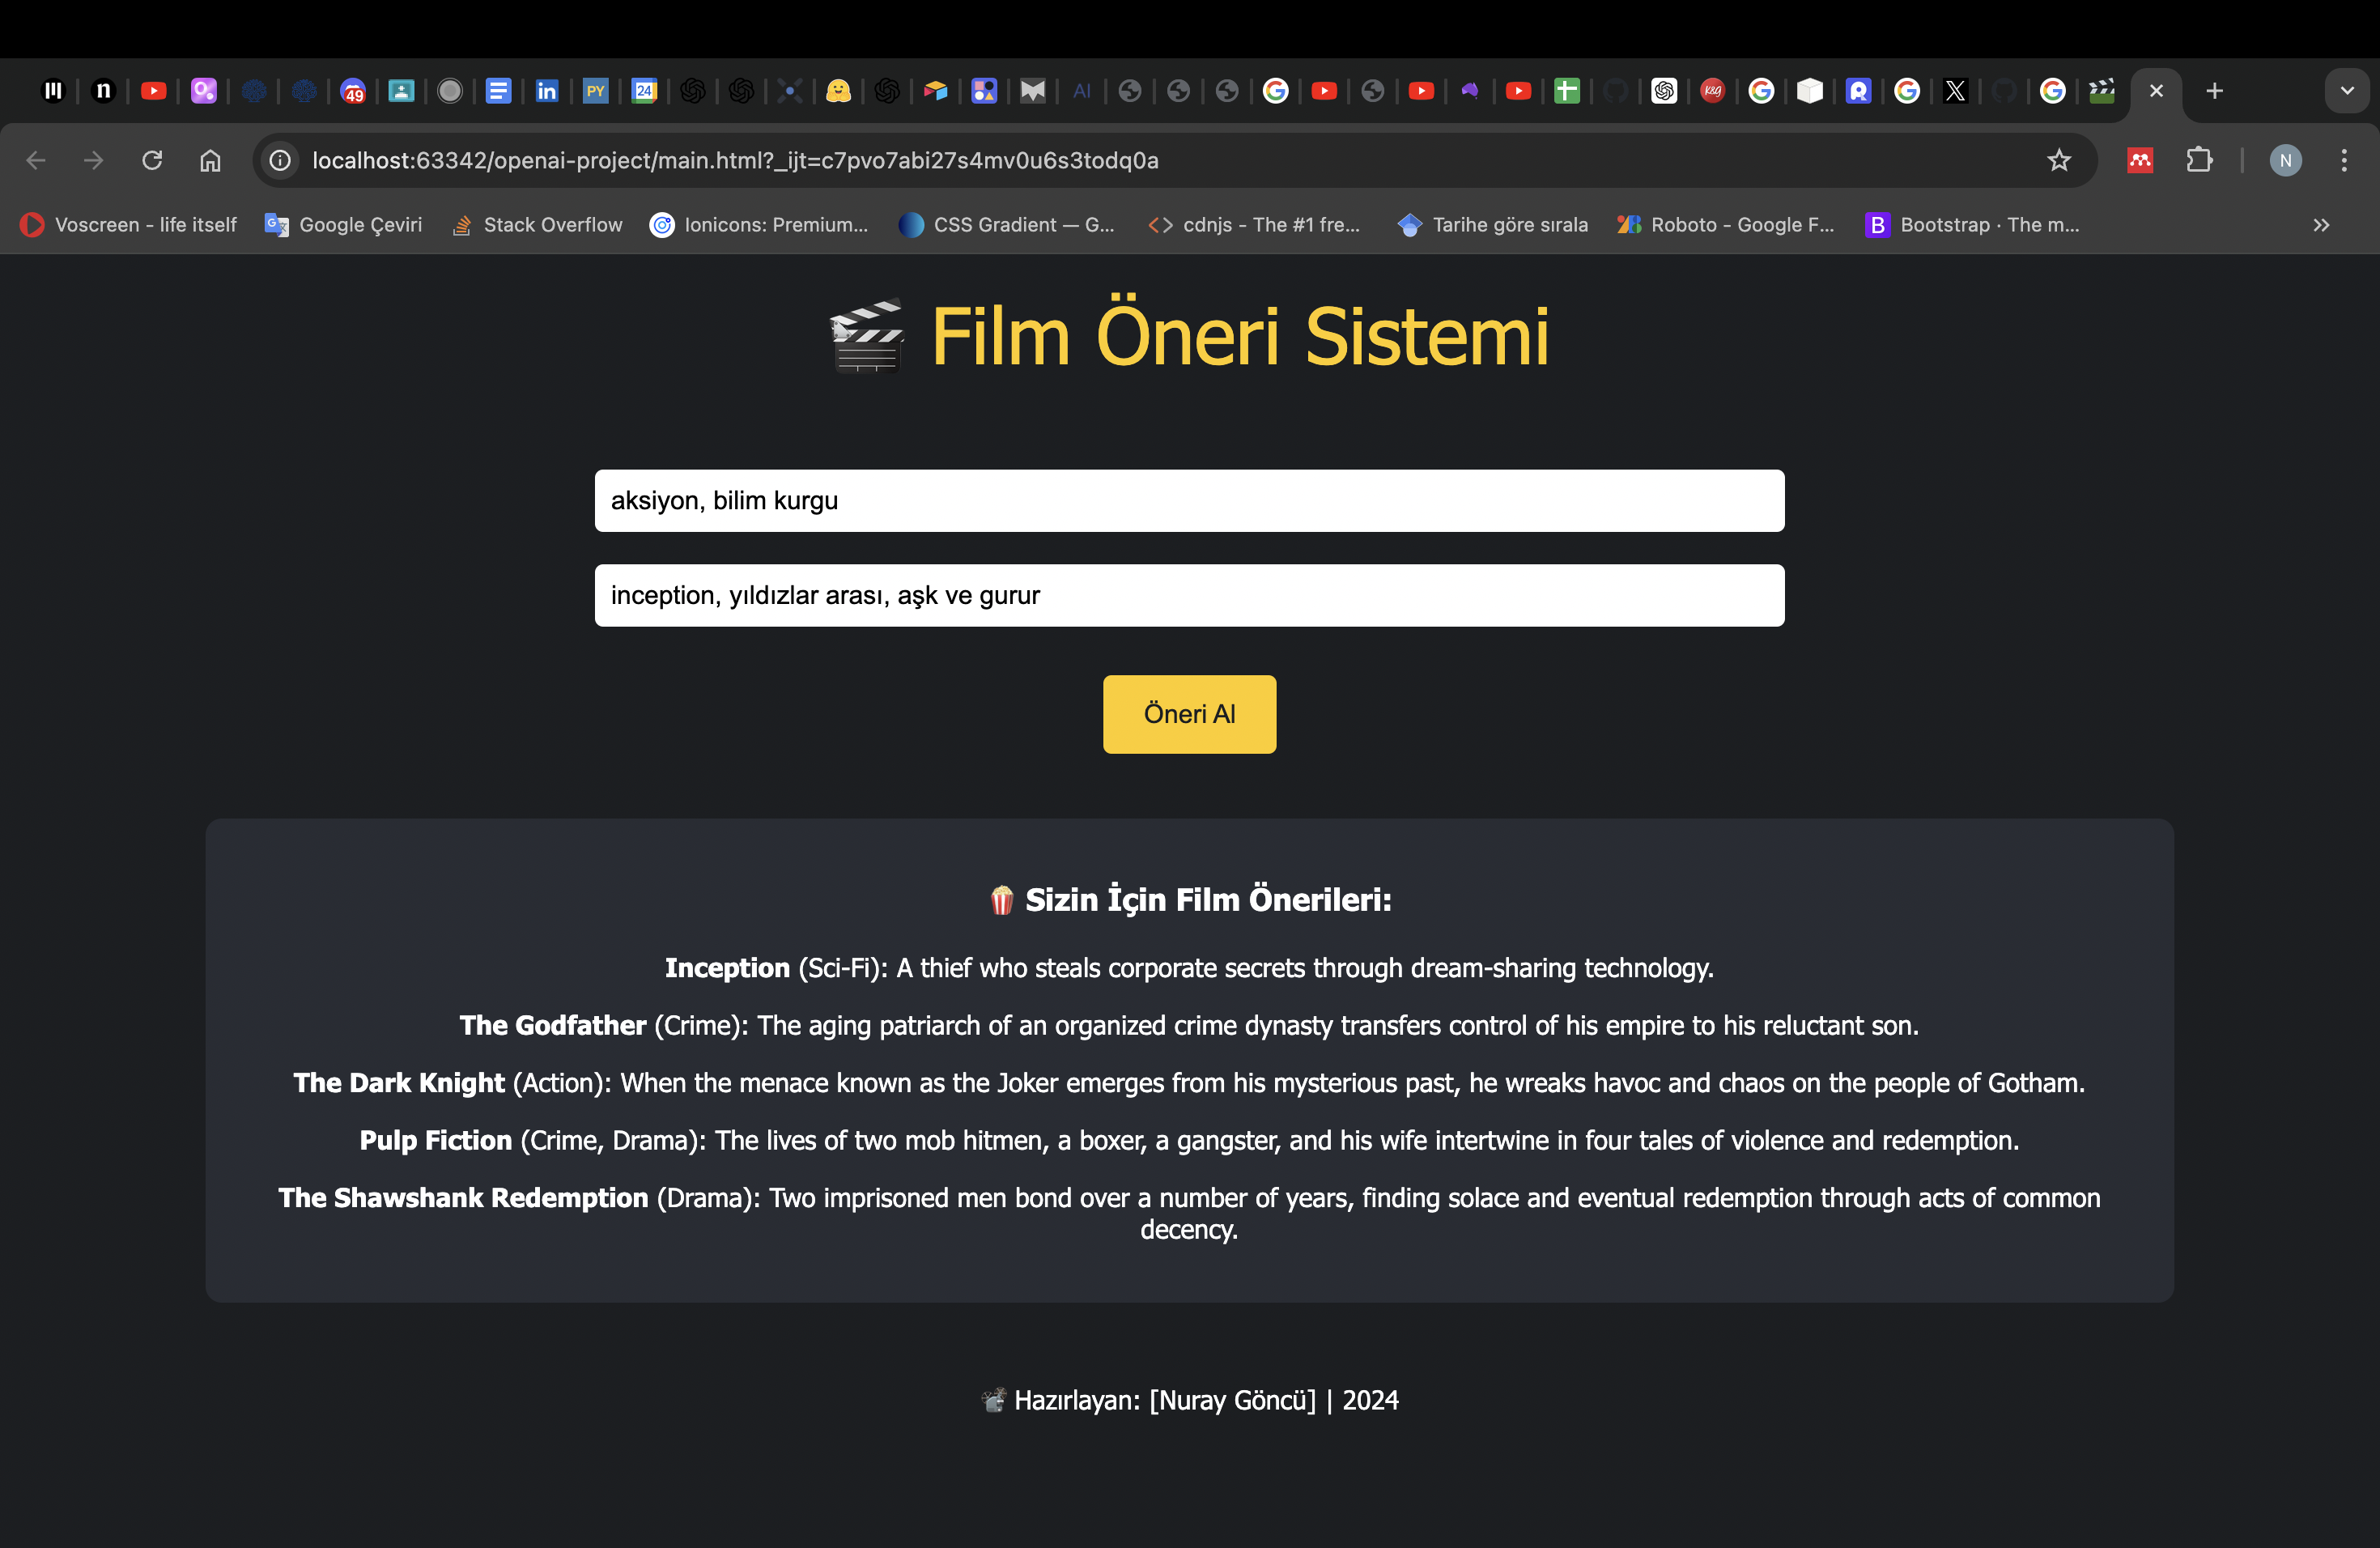 49
PY
24
AI
K&G
localhost:63342/openai-project/main.html?_ijt=c7pvo7abi27s4mv0u6s3todq0a
N
Voscreen - life itself
Google Çeviri
Stack Overflow
Ionicons: Premium...
CSS Gradient — G...
cdnjs - The #1 fre...
Tarihe göre sırala
Roboto - Google F...
Bootstrap · The m...
Film Öneri Sistemi
aksiyon, bilim kurgu
inception, yıldızlar arası, aşk ve gurur
Öneri Al
Sizin İçin Film Önerileri:
Inception (Sci-Fi): A thief who steals corporate secrets through dream-sharing technology.
The Godfather (Crime): The aging patriarch of an organized crime dynasty transfers control of his empire to his reluctant son.
The Dark Knight (Action): When the menace known as the Joker emerges from his mysterious past, he wreaks havoc and chaos on the people of Gotham.
Pulp Fiction (Crime, Drama): The lives of two mob hitmen, a boxer, a gangster, and his wife intertwine in four tales of violence and redemption.
The Shawshank Redemption (Drama): Two imprisoned men bond over a number of years, finding solace and eventual redemption through acts of common
decency.
Hazırlayan: [Nuray Göncü] | 2024